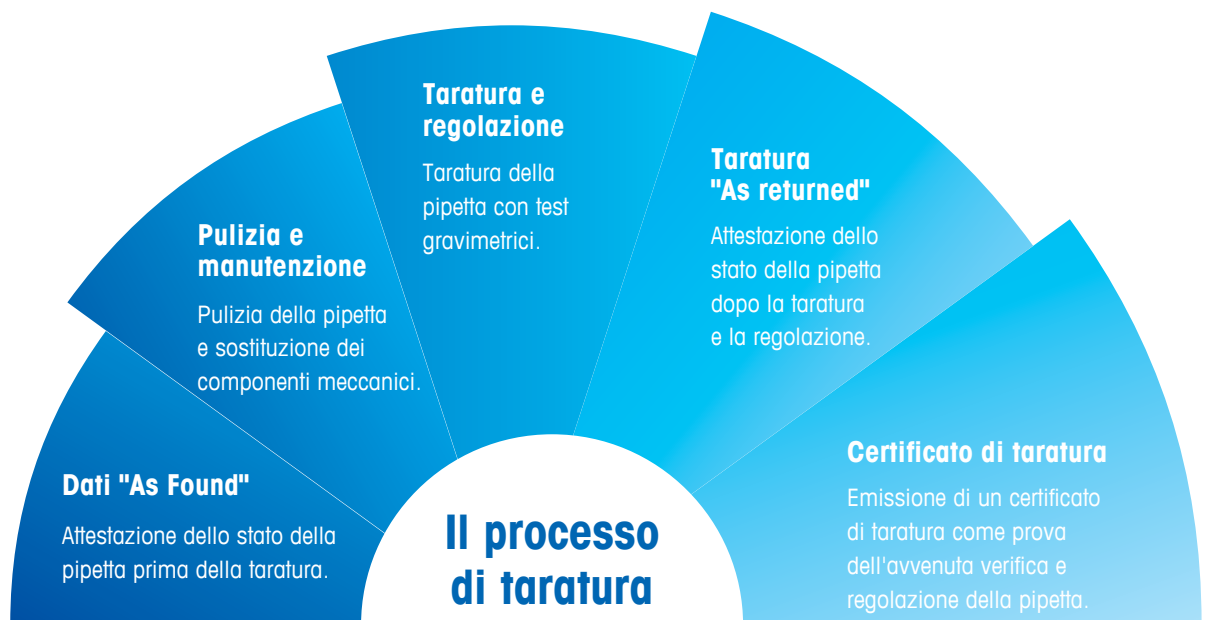 Dati "As Found"
Attestazione dello stato della
pipetta prima della taratura.
Pulizia e
manutenzione
Pulizia della pipetta
e sostituzione dei
componenti meccanici.
Taratura e
regolazione
Taratura della
pipetta con test
gravimetrici.
Taratura
"As returned"
Attestazione dello
stato della pipetta
dopo la taratura
e la regolazione.
Certificato di taratura
Emissione di un certificato
di taratura come prova
dell'avvenuta verifica e
regolazione della pipetta.
Il processo
di taratura